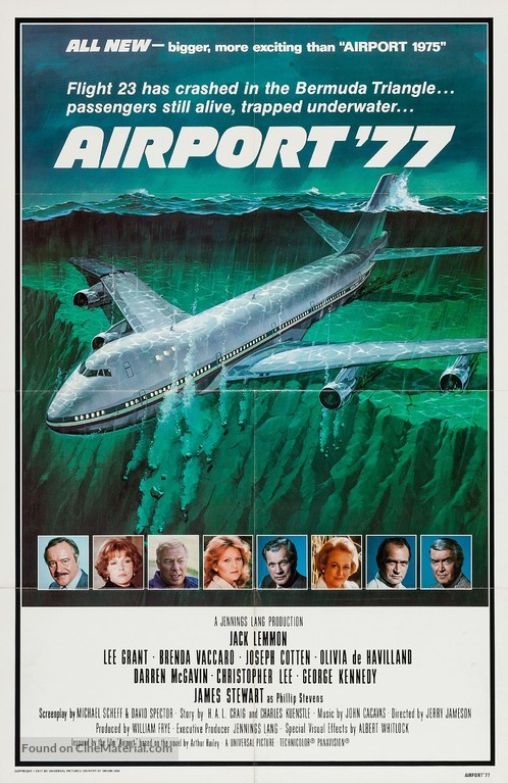 ALL NEW— bigger, more exciting than "AIRPORT 1975"
Flight 23 has crashed in the Bermuda Triangle...
passengers still alive, trapped underwater...
AIRPORT '77
A JENNINGS LANG PRODUCTION
JACK LEMMON
LEE GRANT · BRENDA VACCARO · JOSEPH COTTEN · OLIVIA de HAVILLAND
DARREN McGAVIN · CHRISTOPHER LEE · GEORGE KENNEDY
JAMES STEWART as Phillip Stevens
Screenplay by MICHAEL SCHEFF & DAVID SPECTOR · Story by H.A.L. CRAIG and CHARLES KUENSTLE · Music by JOHN CACAVAS · Directed by JERRY JAMESON
Produced by WILLIAM FRYE · Executive Producer JENNINGS LANG · Special Visual Effects by ALBERT WHITLOCK
Inspired by the film "Airport" based on the novel by Arthur Hailey · A UNIVERSAL PICTURE · TECHNICOLOR® PANAVISION®
Found on CineMaterial.com
AIRPORT '77